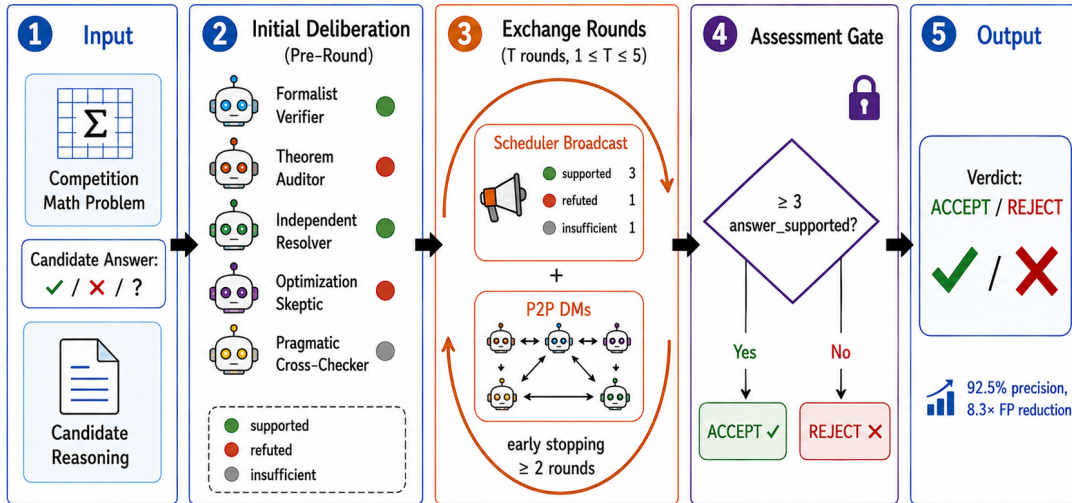 1 Input
Σ
Competition
Math Problem
Candidate Answer:
✓ / ✗ / ?
Candidate
Reasoning
2 Initial Deliberation
(Pre-Round)
Formalist
Verifier
Theorem
Auditor
Independent
Resolver
Optimization
Skeptic
Pragmatic
Cross-Checker
supported
refuted
insufficient
3 Exchange Rounds
(T rounds, 1 ≤ T ≤ 5)
Scheduler Broadcast
supported 3
refuted 1
insufficient 1
+
P2P DMs
early stopping
≥ 2 rounds
4 Assessment Gate
≥ 3
answer_supported?
Yes
No
ACCEPT ✓
REJECT ✗
5 Output
Verdict:
ACCEPT / REJECT
✓ / ✗
92.5% precision,
8.3× FP reduction